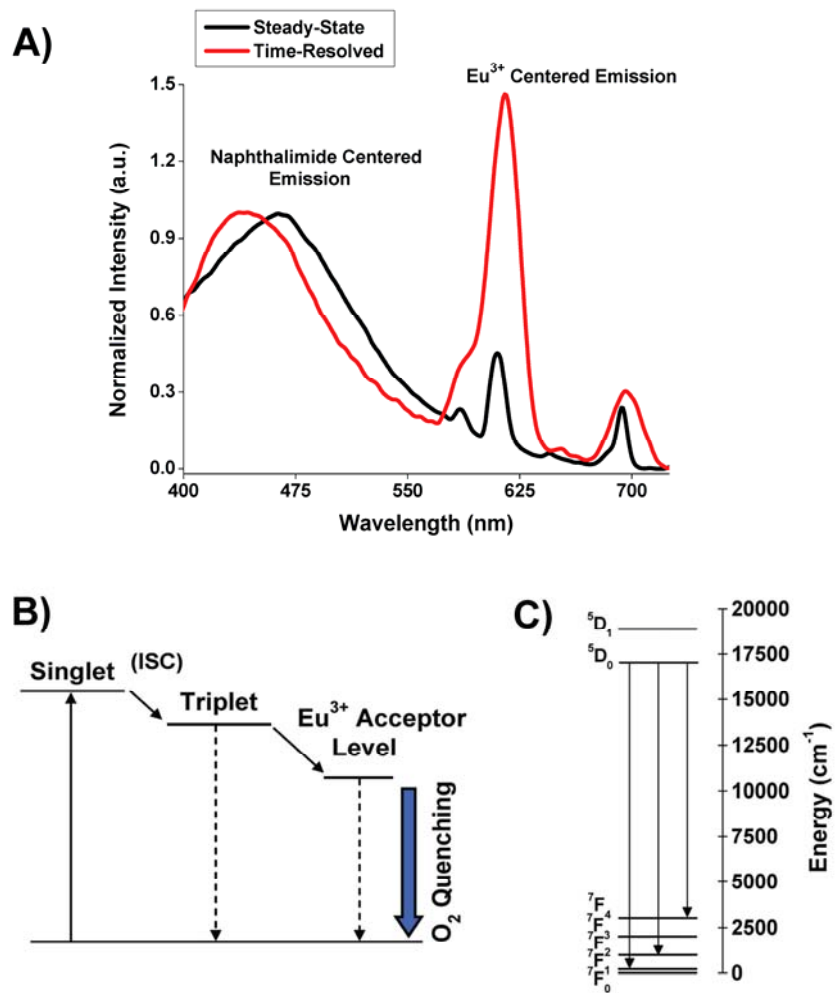 A)
Steady-State
Time-Resolved
Eu³⁺ Centered Emission
Naphthalimide Centered
Emission
Normalized Intensity (a.u.)
1.5
1.2
0.9
0.6
0.3
0.0
400
475
550
625
700
Wavelength (nm)
B)
Singlet
(ISC)
Triplet
Eu³⁺ Acceptor
Level
O₂ Quenching
C)
⁵D₁
⁵D₀
⁷F₄
⁷F₃
⁷F₂
⁷F₁
⁷F₀
20000
17500
15000
12500
10000
7500
5000
2500
0
Energy (cm⁻¹)